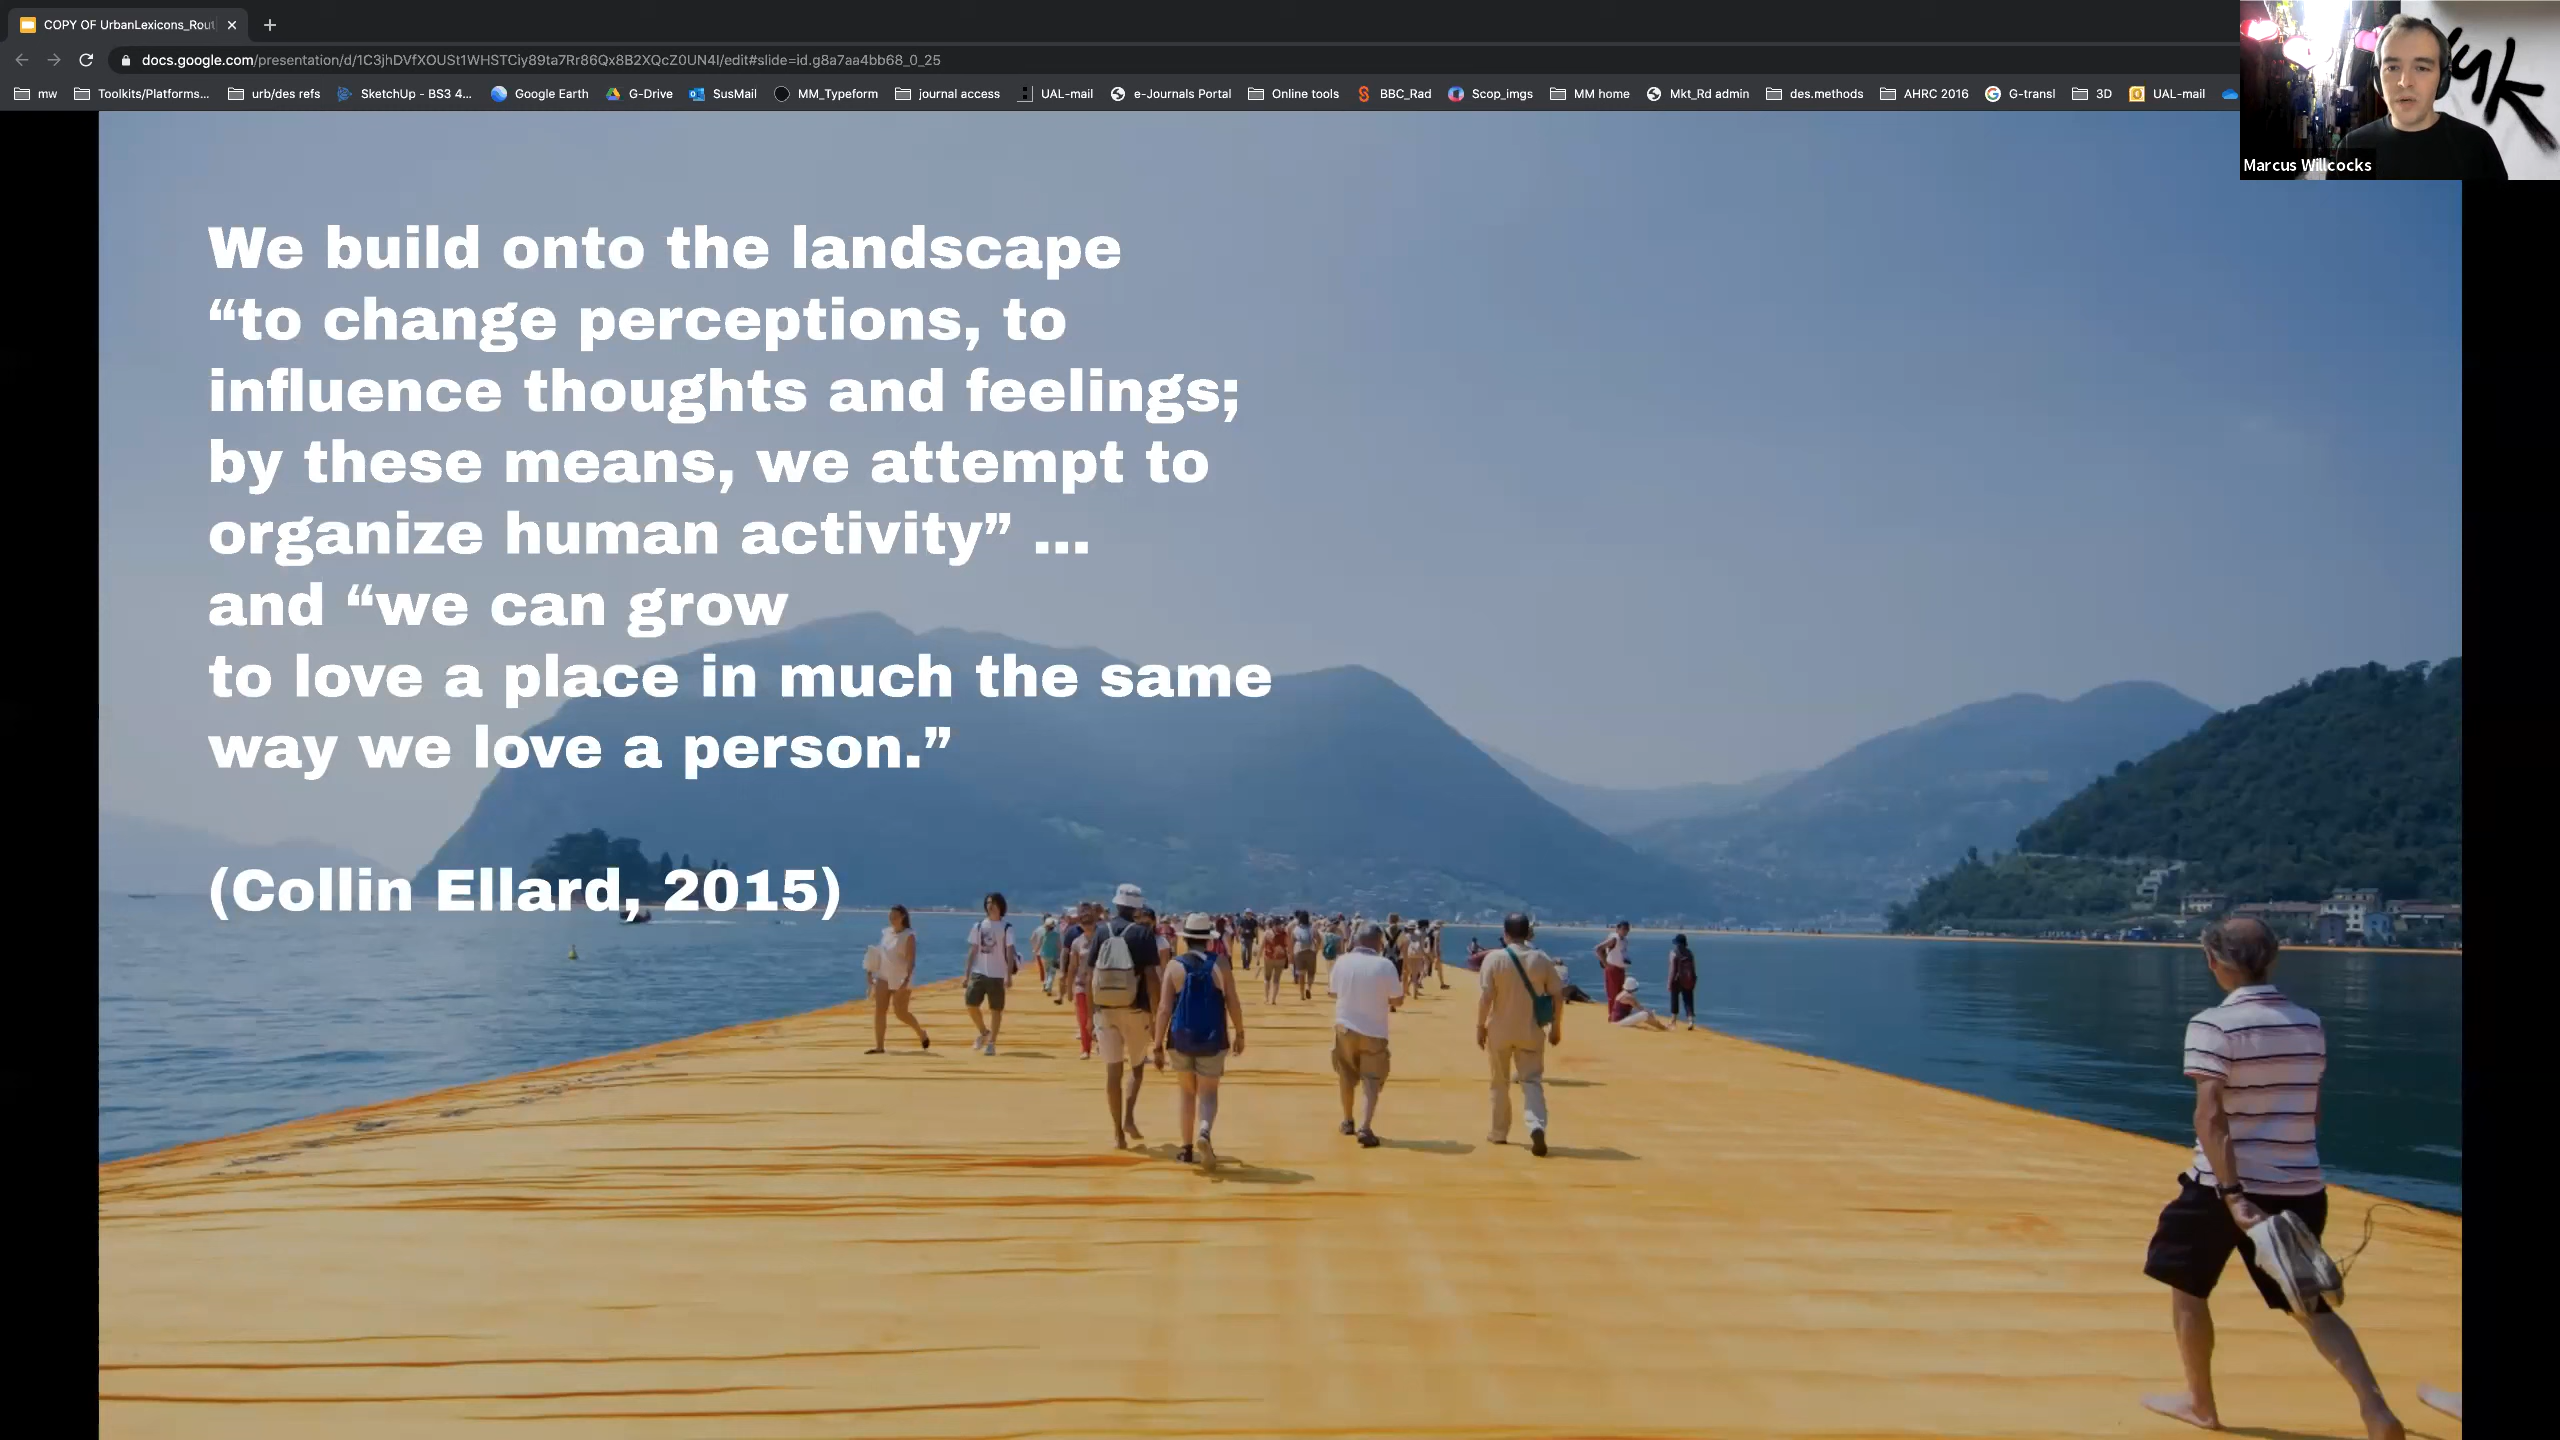 COPY OF UrbanLexicons_Rout
docs.google.com/presentation/d/1C3jhDVfXOUSt1WHSTCiy89ta7Rr86Qx8B2XQcZ0UN4I/edit#slide=id.g8a7aa4bb68_0_25
mw Toolkits/Platforms... urb/des refs SketchUp - BS3 4... Google Earth G-Drive SusMail MM_Typeform journal access UAL-mail e-Journals Portal Online tools BBC_Rad Scop_imgs MM home Mkt_Rd admin des.methods AHRC 2016 G-transl 3D UAL-mail
Marcus Willcocks
We build onto the landscape
“to change perceptions, to
influence thoughts and feelings;
by these means, we attempt to
organize human activity” ...
and “we can grow
to love a place in much the same
way we love a person.”
(Collin Ellard, 2015)